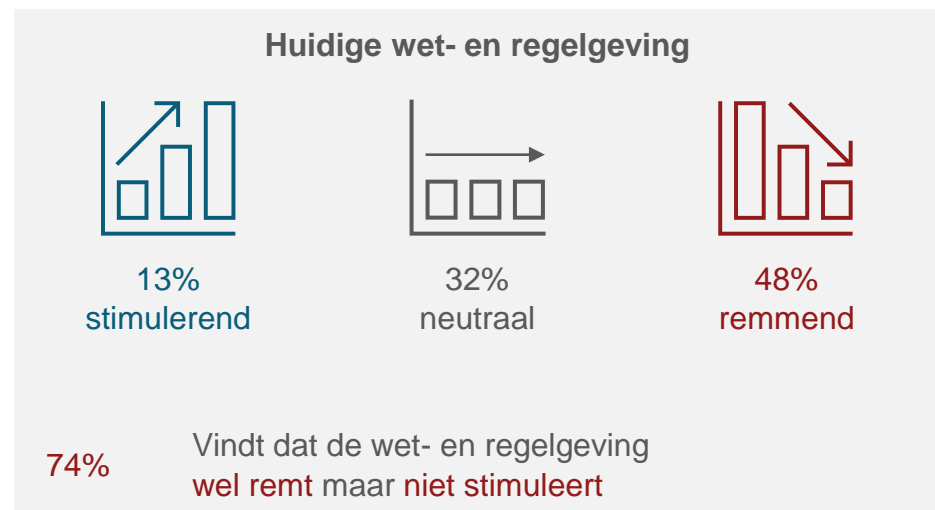 Huidige wet- en regelgeving
13%
stimulerend
32%
neutraal
48%
remmend
74%
Vindt dat de wet- en regelgeving
wel remt maar niet stimuleert